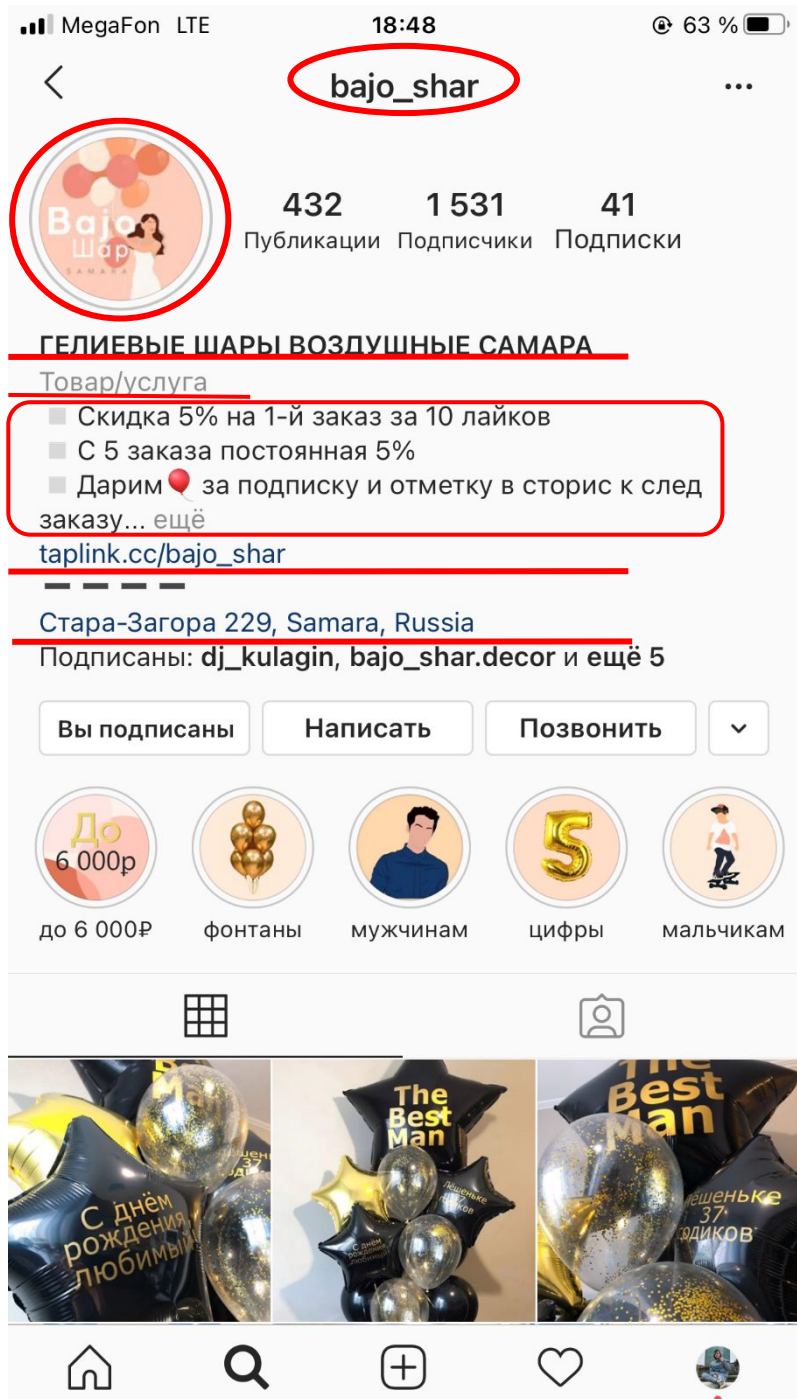 MegaFon LTE 18:48 63 %
bajo_shar
Bajo
Шар
SAMARA
432 1 531 41
Публикации Подписчики Подписки
ГЕЛИЕВЫЕ ШАРЫ ВОЗДУШНЫЕ САМАРА
Товар/услуга
Скидка 5% на 1-й заказ за 10 лайков
С 5 заказа постоянная 5%
Дарим🎈 за подписку и отметку в сторис к след
заказу... ещё
taplink.cc/bajo_shar
Стара-Загора 229, Samara, Russia
Подписаны: dj_kulagin, bajo_shar.decor и ещё 5
Вы подписаны Написать Позвонить
До
6 000р
5
до 6 000₽ фонтаны мужчинам цифры мальчикам
Best
Man
С днём
рождения
любимый
The
Best
Man
Лёшеньке
37
годиков
С днём
рождения
любимый
The
Best
Man
Лёшеньке
37
годиков